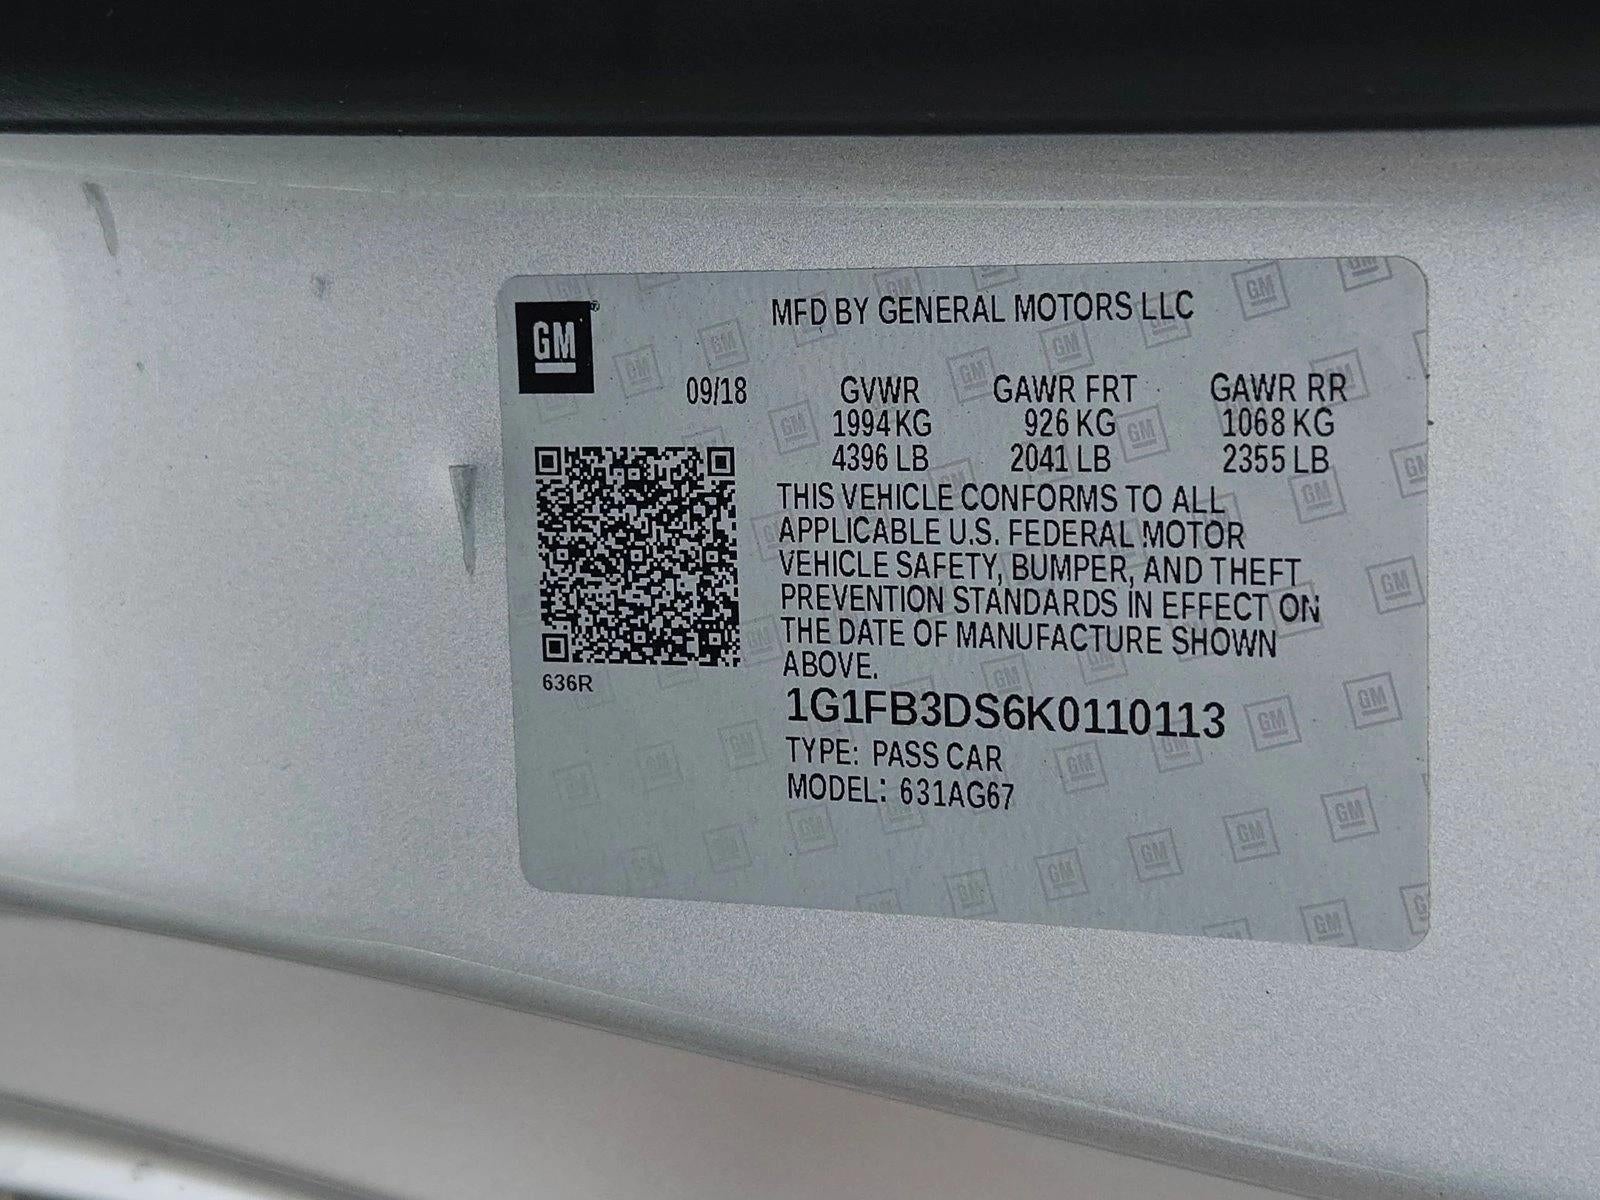 MFD BY GENERAL MOTORS LLC
GM
09/18 GVWR GAWR FRT GAWR RR
1994 KG 926 KG 1068 KG
4396 LB 2041 LB 2355 LB
THIS VEHICLE CONFORMS TO ALL
APPLICABLE U.S. FEDERAL MOTOR
VEHICLE SAFETY, BUMPER, AND THEFT
PREVENTION STANDARDS IN EFFECT ON
THE DATE OF MANUFACTURE SHOWN
ABOVE.
636R
1G1FB3DS6K0110113
TYPE: PASS CAR
MODEL: 631AG67